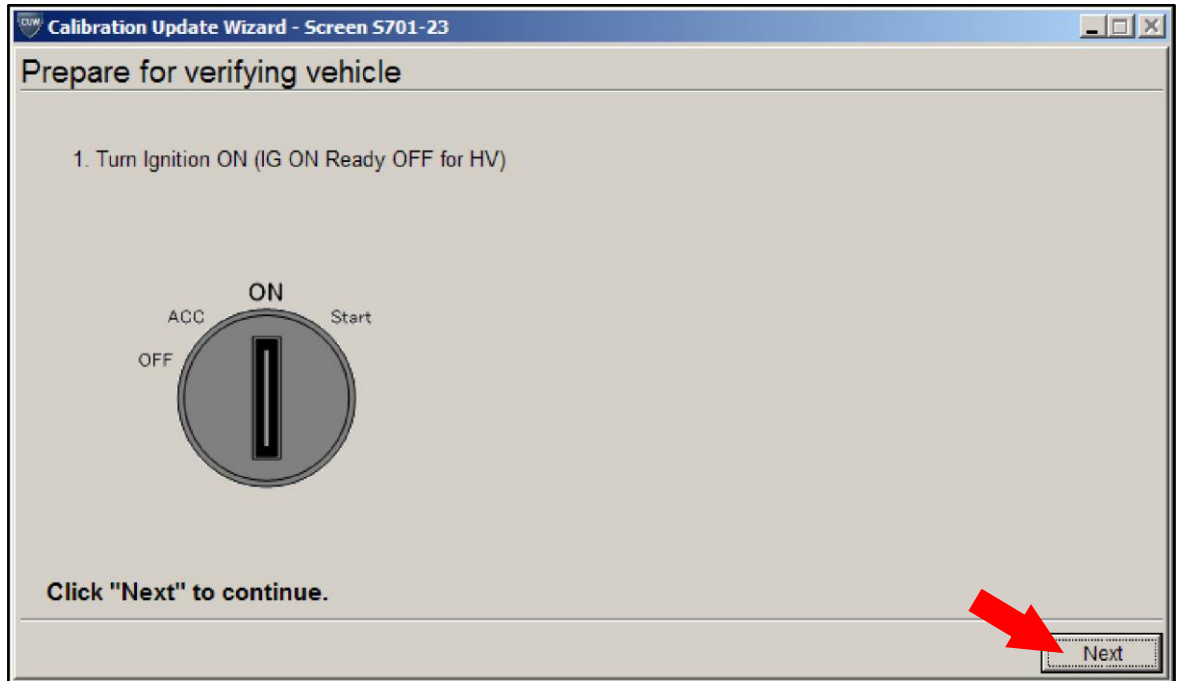 CUW Calibration Update Wizard - Screen S701-23
Prepare for verifying vehicle
1. Turn Ignition ON (IG ON Ready OFF for HV)
ON
ACC
Start
OFF
Click "Next" to continue.
Next